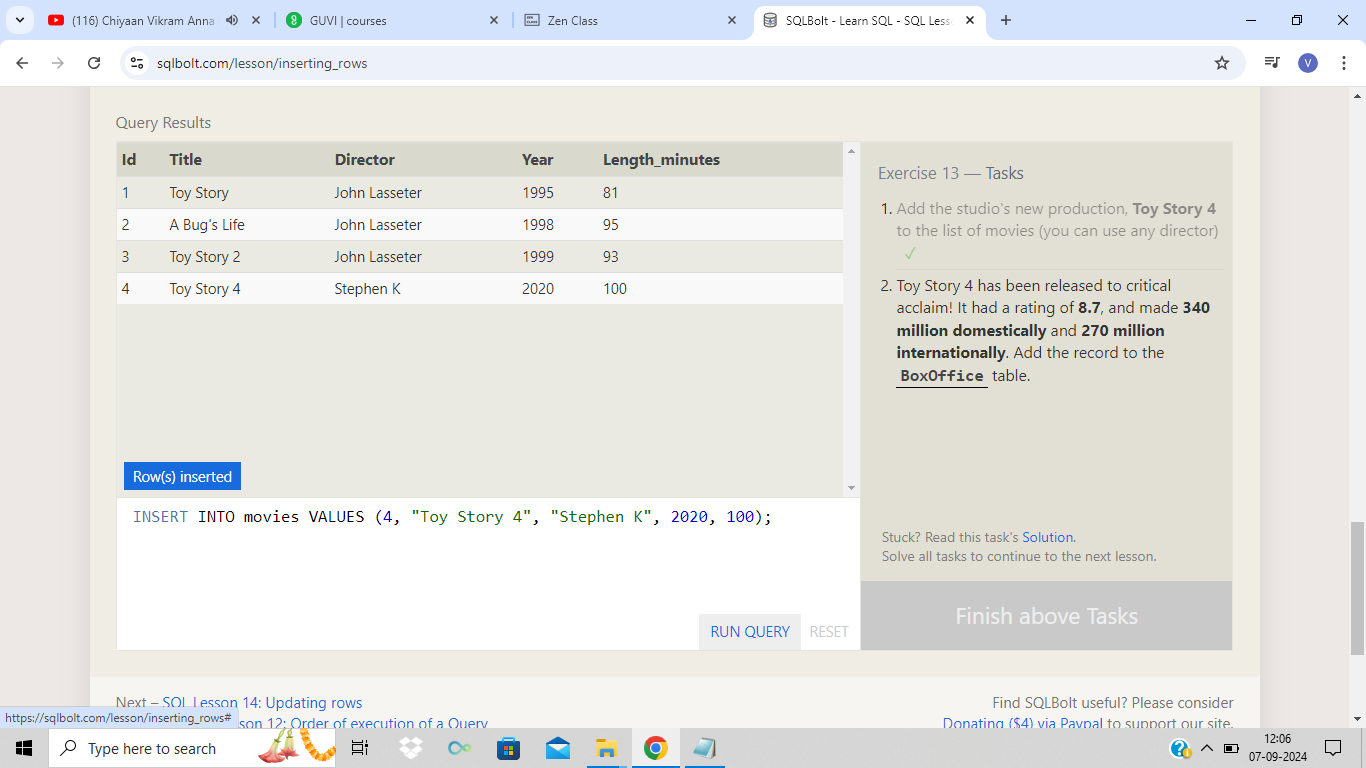 (116) Chiyaan Vikram Anna
GUVI | courses
Zen Class
SQLBolt - Learn SQL - SQL Less
sqlbolt.com/lesson/inserting_rows
V
Query Results
Id Title Director Year Length_minutes
1 Toy Story John Lasseter 1995 81
2 A Bug's Life John Lasseter 1998 95
3 Toy Story 2 John Lasseter 1999 93
4 Toy Story 4 Stephen K 2020 100
Row(s) inserted
INSERT INTO movies VALUES (4, "Toy Story 4", "Stephen K", 2020, 100);
RUN QUERY RESET
Exercise 13 — Tasks
1. Add the studio's new production, Toy Story 4
to the list of movies (you can use any director)
✓
2. Toy Story 4 has been released to critical
acclaim! It had a rating of 8.7, and made 340
million domestically and 270 million
internationally. Add the record to the
BoxOffice table.
Stuck? Read this task's Solution.
Solve all tasks to continue to the next lesson.
Finish above Tasks
Next – SQL Lesson 14: Updating rows
son 12: Order of execution of a Query
Find SQLBolt useful? Please consider
Donating ($4) via Paypal to support our site.
https://sqlbolt.com/lesson/inserting_rows#
Type here to search
12:06
07-09-2024